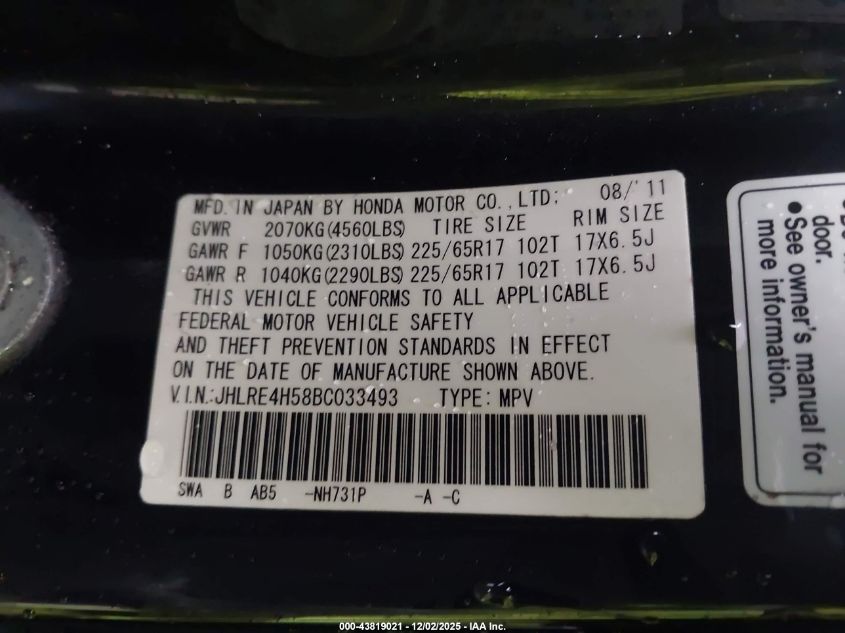 MFD. IN JAPAN BY HONDA MOTOR CO.,LTD; 08/'11
GVWR 2070KG(4560LBS) TIRE SIZE RIM SIZE
GAWR F 1050KG(2310LBS) 225/65R17 102T 17X6.5J
GAWR R 1040KG(2290LBS) 225/65R17 102T 17X6.5J
THIS VEHICLE CONFORMS TO ALL APPLICABLE
FEDERAL MOTOR VEHICLE SAFETY
AND THEFT PREVENTION STANDARDS IN EFFECT
ON THE DATE OF MANUFACTURE SHOWN ABOVE.
V.I.N.:JHLRE4H58BC033493 TYPE: MPV
SWA B AB5 -NH731P -A -C
door.
●See owner's manual for
more information.
000-43819021 - 12/02/2025 - IAA Inc.